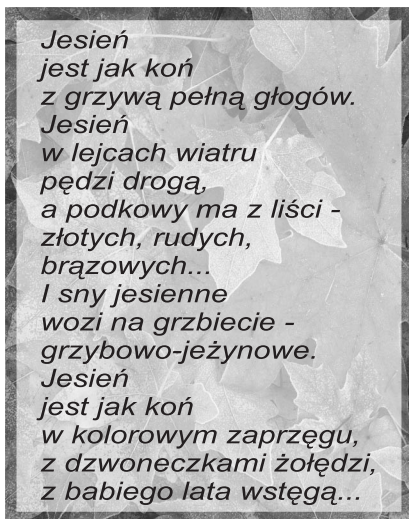 Jesień
jest jak koń
z grzywą pełną głogów.
Jesień
w lejcach wiatru
pędzi drogą,
a podkowy ma z liści -
złotych, rudych,
brązowych...
I sny jesienne
wozi na grzbiecie -
grzybowo-jeżynowe.
Jesień
jest jak koń
w kolorowym zaprzęgu,
z dzwoneczkami żołędzi,
z babiego lata wstęgą...